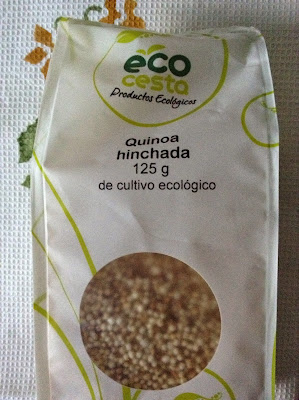 eco
cesta
Productos Ecológicos
Quinoa
hinchada
125 g
de cultivo ecológico